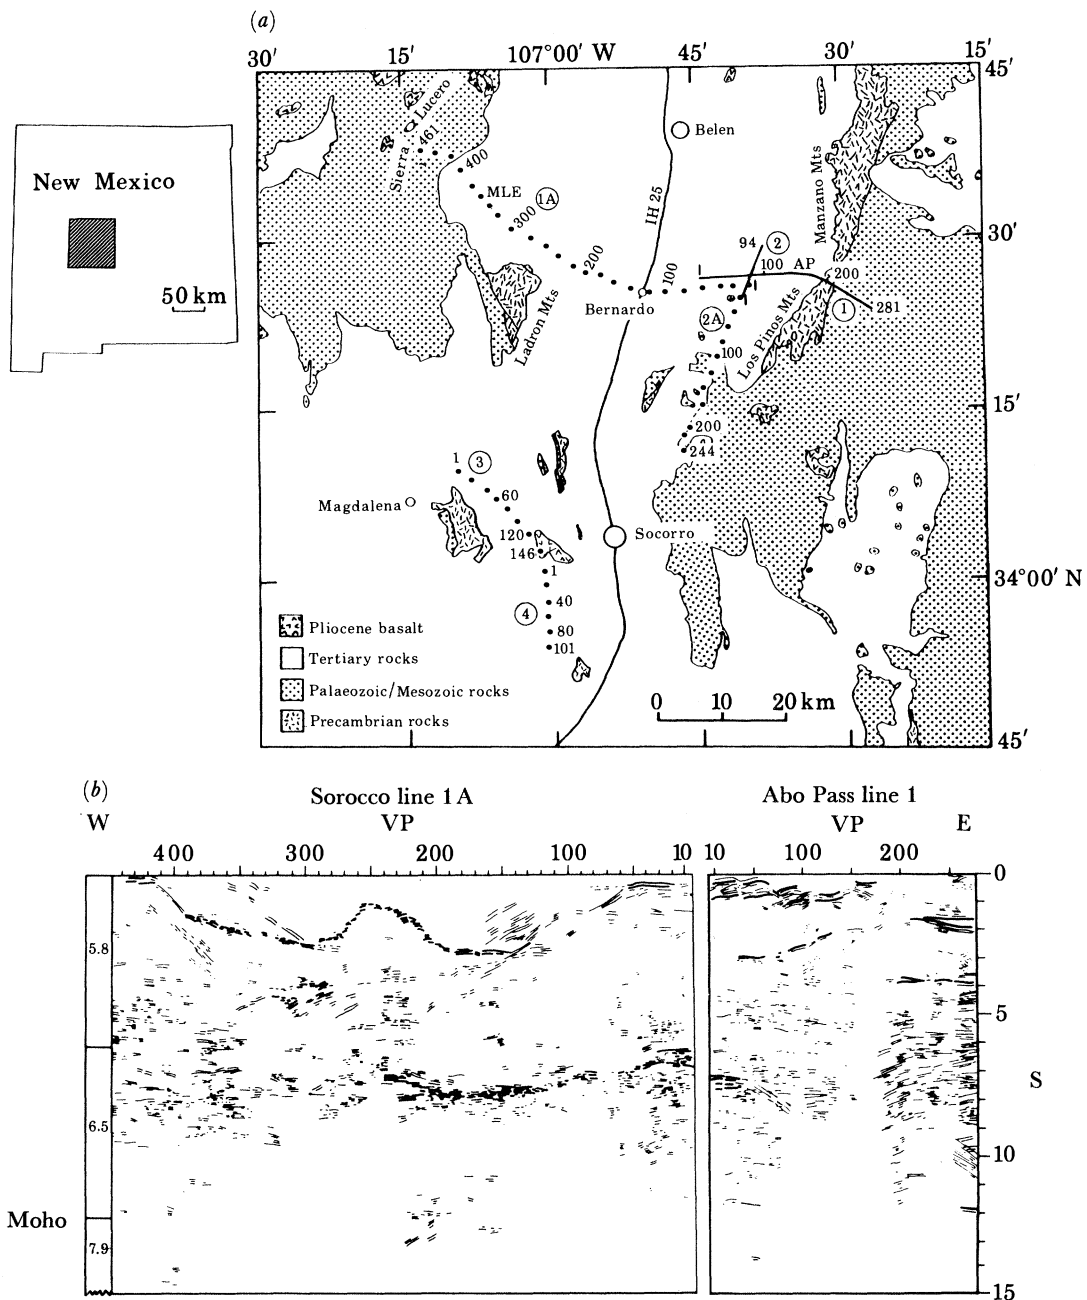 (a)
30′
15′
107°00′ W
45′
30′
15′
45′
New Mexico
50 km
Sierra Lucero
461
400
MLE
1A
300
200
100
Belen
IH 25
Manzano Mts
30′
94
2
100
AP
200
1
281
1
Bernardo
Ladron Mts
2A
Los Pinos Mts
100
15′
200
244
1
3
Magdalena
60
120
146
Socorro
1
34°00′ N
4
40
80
101
Pliocene basalt
Tertiary rocks
Palaeozoic/Mesozoic rocks
Precambrian rocks
0 10 20 km
45′
(b)
Sorocco line 1A
Abo Pass line 1
W
VP
VP
E
400 300 200 100 10
10 100 200
0
5.8
5
S
6.5
10
Moho
7.9
15